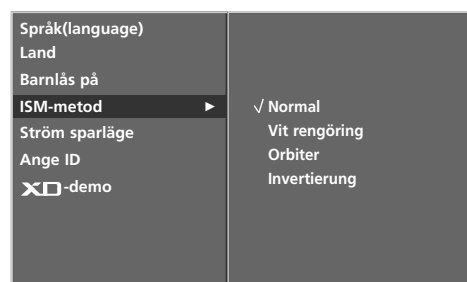 Språk(language)
Land
Barnlås på
ISM-metod ►
Ström sparläge
Ange ID
XD-demo
√ Normal
Vit rengöring
Orbiter
Invertierung